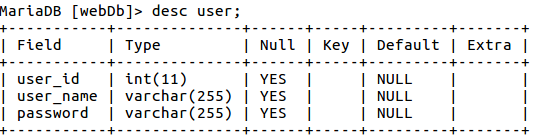 MariaDB [webDb]> desc user;
+-----------+--------------+------+-----+---------+-------+
| Field     | Type         | Null | Key | Default | Extra |
+-----------+--------------+------+-----+---------+-------+
| user_id   | int(11)      | YES  |     | NULL    |       |
| user_name | varchar(255) | YES  |     | NULL    |       |
| password  | varchar(255) | YES  |     | NULL    |       |
+-----------+--------------+------+-----+---------+-------+